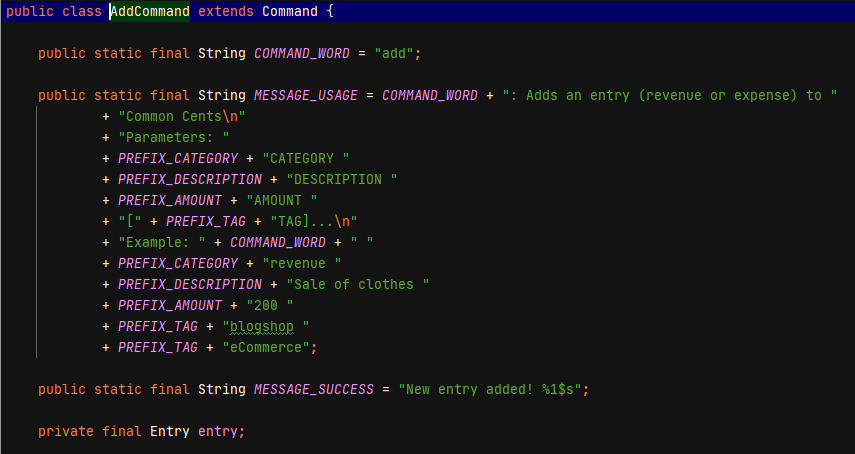 public class AddCommand extends Command {
public static final String COMMAND_WORD = "add";
public static final String MESSAGE_USAGE = COMMAND_WORD + ": Adds an entry (revenue or expense) to "
+ "Common Cents\n"
+ "Parameters: "
+ PREFIX_CATEGORY + "CATEGORY "
+ PREFIX_DESCRIPTION + "DESCRIPTION "
+ PREFIX_AMOUNT + "AMOUNT "
+ "[" + PREFIX_TAG + "TAG]...\n"
+ "Example: " + COMMAND_WORD + " "
+ PREFIX_CATEGORY + "revenue "
+ PREFIX_DESCRIPTION + "Sale of clothes "
+ PREFIX_AMOUNT + "200 "
+ PREFIX_TAG + "blogshop "
+ PREFIX_TAG + "eCommerce";
public static final String MESSAGE_SUCCESS = "New entry added! %1$s";
private final Entry entry;